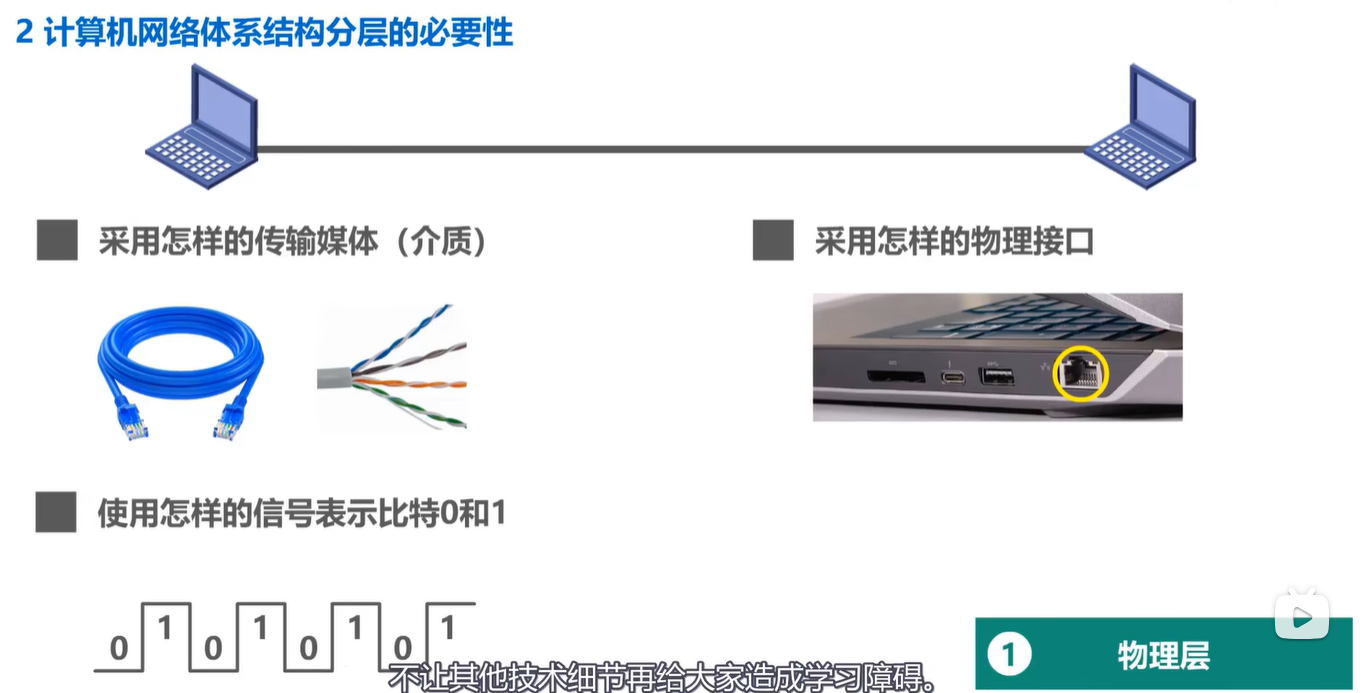 2 计算机网络体系结构分层的必要性
采用怎样的传输媒体（介质）
采用怎样的物理接口
使用怎样的信号表示比特0和1
0 1 0 1 0 1 0 1
1 物理层
不让其他技术细节再给大家造成学习障碍。